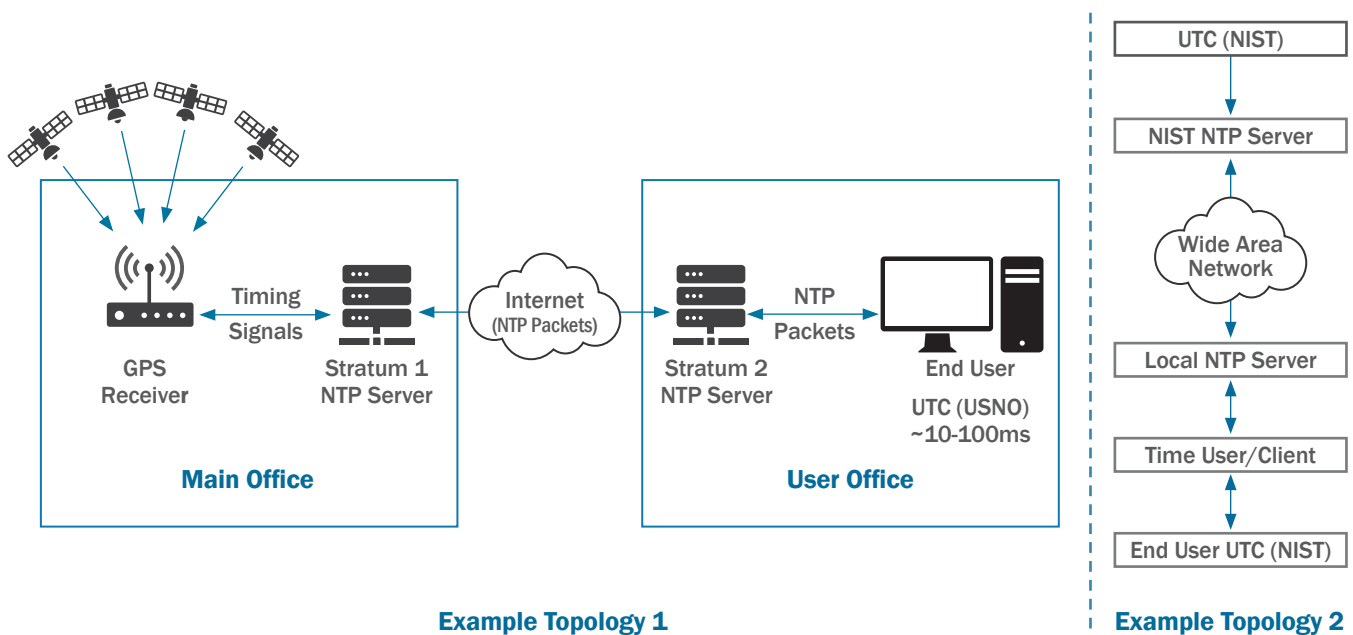 Timing
Signals
GPS
Receiver
Stratum 1
NTP Server
Main Office
Internet
(NTP Packets)
Stratum 2
NTP Server
NTP
Packets
End User
UTC (USNO)
~10-100ms
User Office
Example Topology 1
UTC (NIST)
NIST NTP Server
Wide Area
Network
Local NTP Server
Time User/Client
End User UTC (NIST)
Example Topology 2